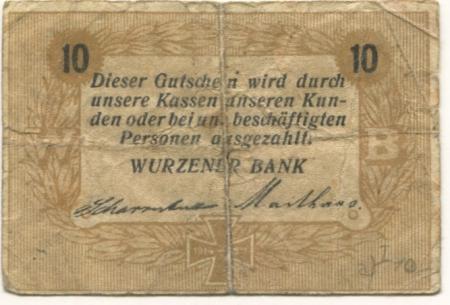 10 10
Dieser Gutschein wird durch
unsere Kassen unseren Kun-
den oder bei uns beschäftigten
Personen ausgezahlt.
W B
WURZENER BANK